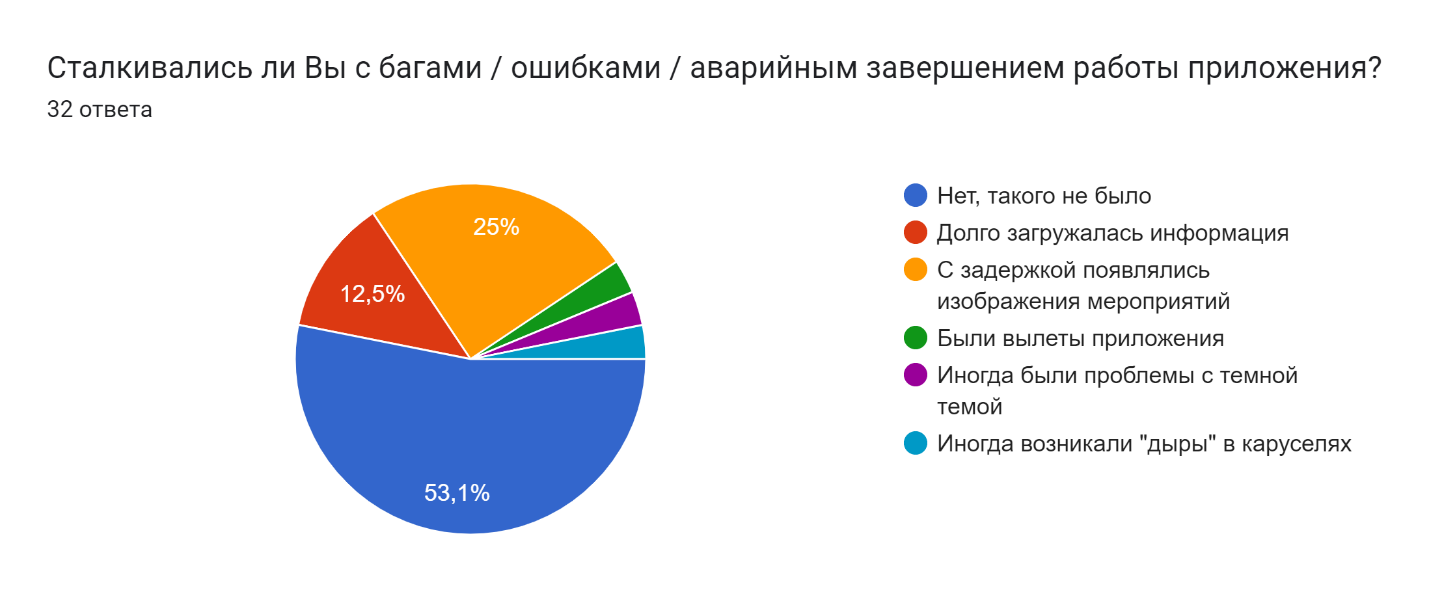 Сталкивались ли Вы с багами / ошибками / аварийным завершением работы приложения?
32 ответа
25%
12,5%
53,1%
Нет, такого не было
Долго загружалась информация
С задержкой появлялись
изображения мероприятий
Были вылеты приложения
Иногда были проблемы с темной
темой
Иногда возникали "дыры" в каруселях